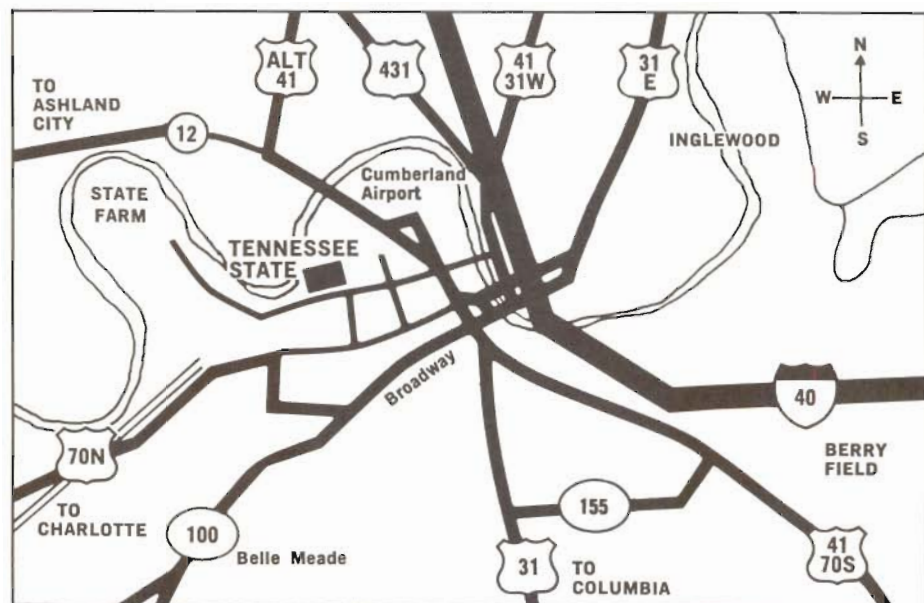 ALT
41
431
41
31W
31
E
N
W E
S
TO
ASHLAND
CITY
12
INGLEWOOD
Cumberland
Airport
STATE
FARM
TENNESSEE
STATE
Broadway
40
70N
BERRY
FIELD
TO
CHARLOTTE
100
155
Belle Meade
31
TO
COLUMBIA
41
70S